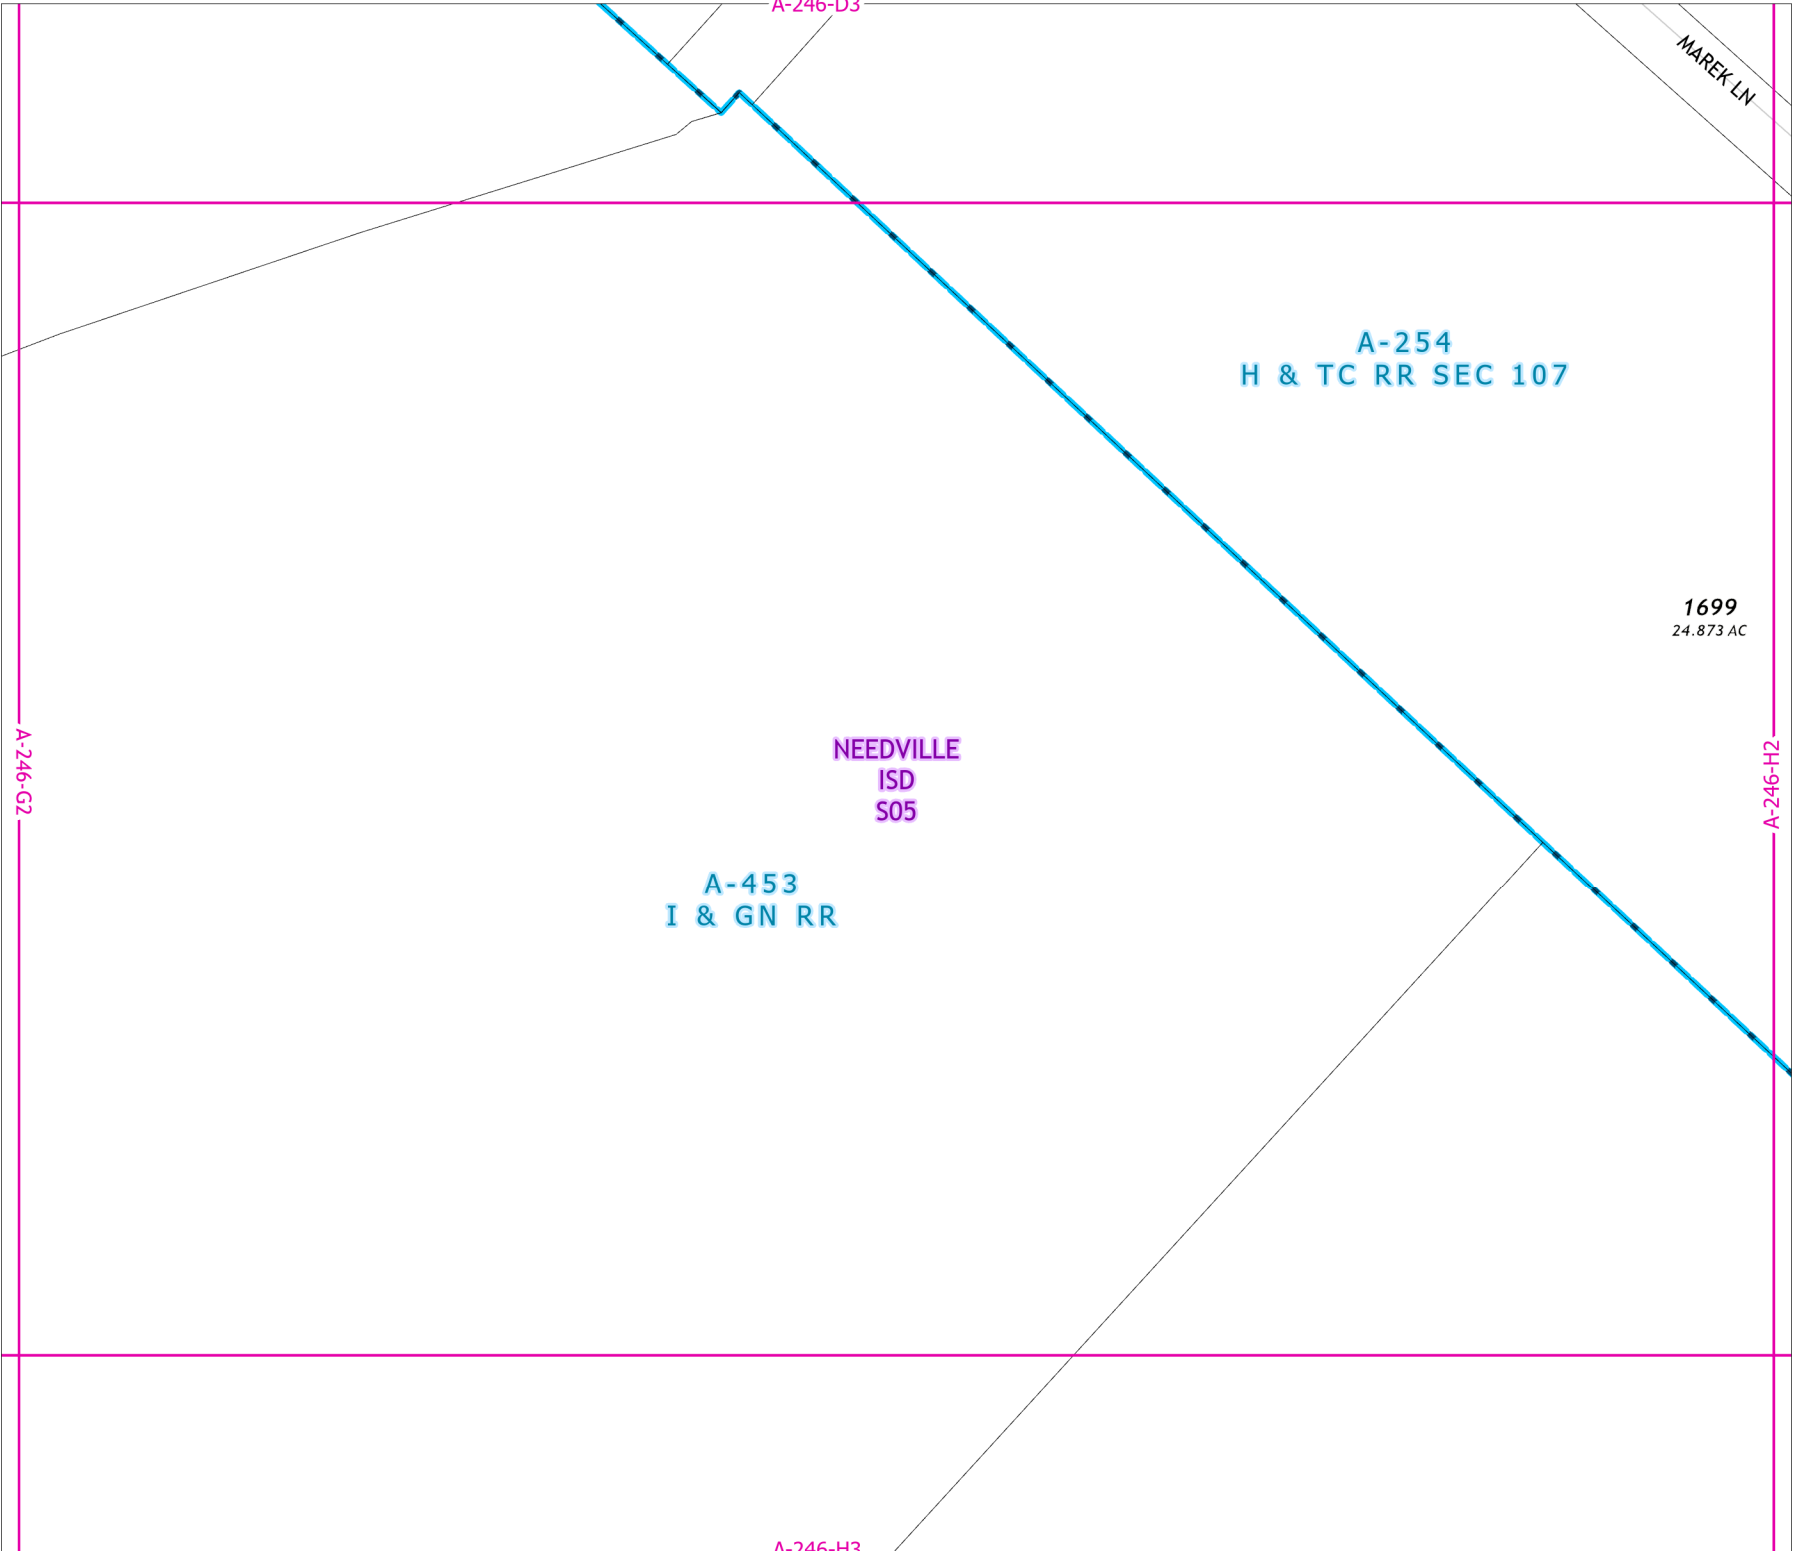 A-246-D3
MAREK LN
A-254
H & TC RR SEC 107
1699
24.873 AC
A-246-G2
NEEDVILLE
ISD
S05
A-246-H2
A-453
I & GN RR
A-246-H3